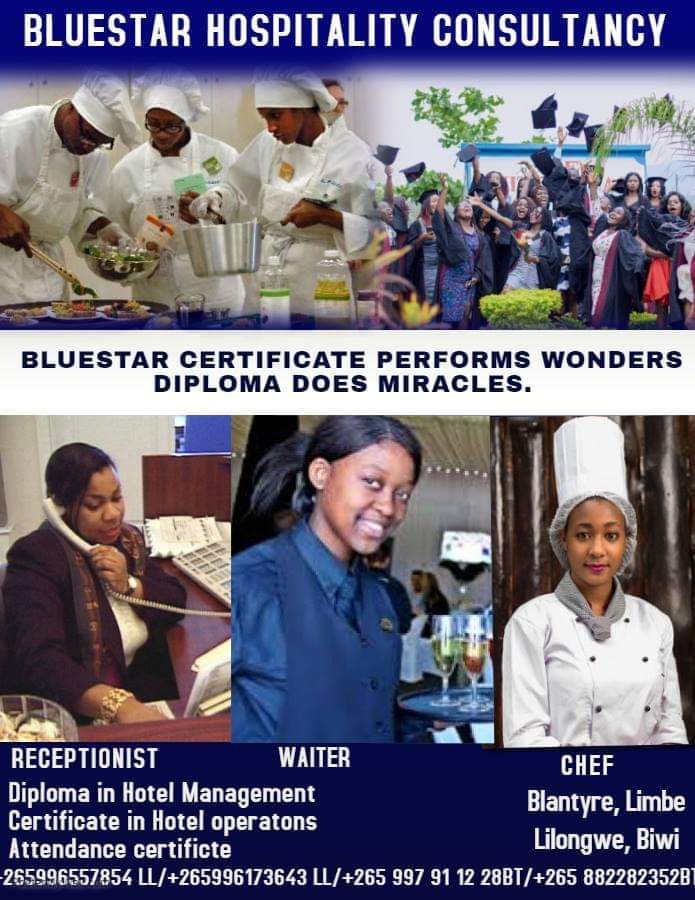 BLUESTAR HOSPITALITY CONSULTANCY
BLUESTAR CERTIFICATE PERFORMS WONDERS
DIPLOMA DOES MIRACLES.
RECEPTIONIST
WAITER
CHEF
Diploma in Hotel Management
Certificate in Hotel operatons
Attendance certificte
Blantyre, Limbe
Lilongwe, Biwi
265996557854 LL/+265996173643 LL/+265 997 91 12 28BT/+265 882282352BT